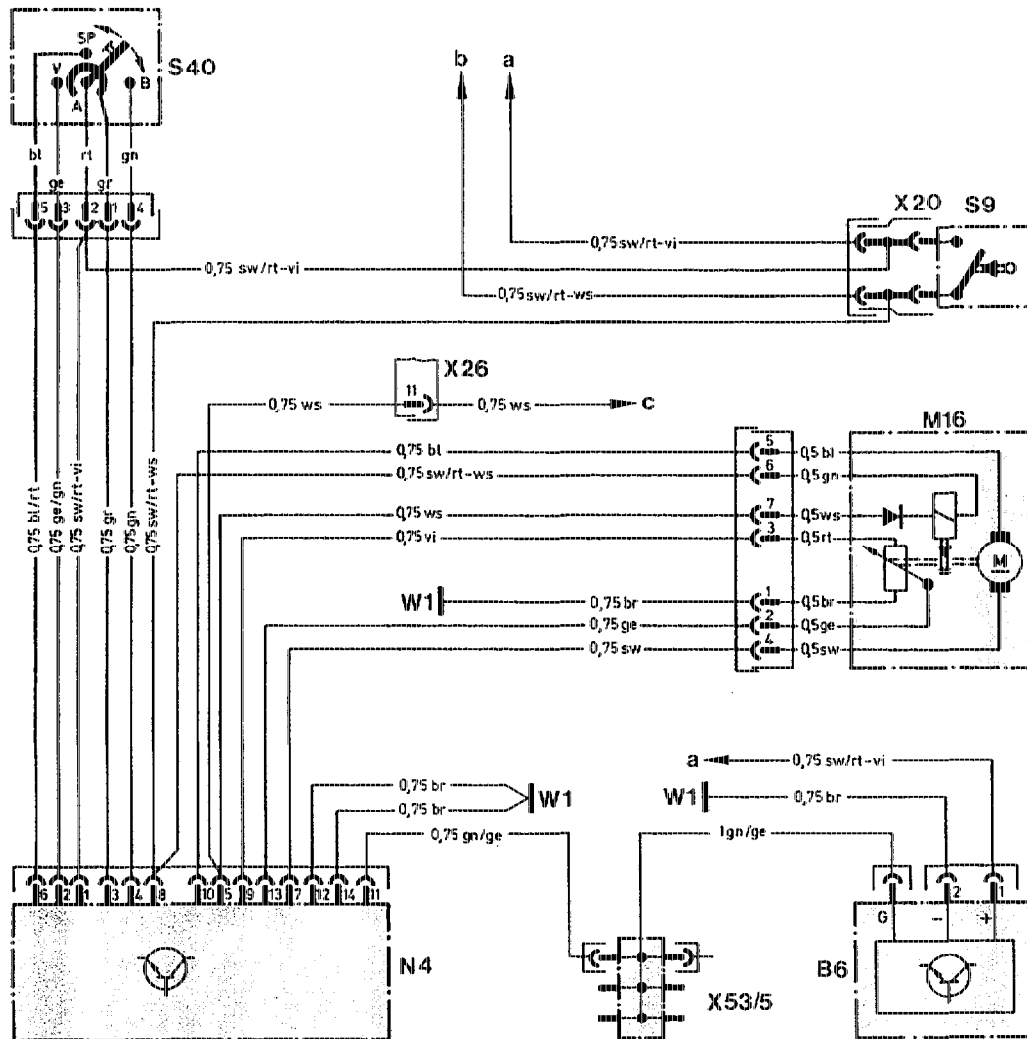 SP
V
A
B
S40
bl
rt
gn
ge
gr
5 3 2 1 4
b a
X20 S9
0,75 sw/rt-vi
0,75 sw/rt-vi
0,75 sw/rt-ws
X26
11
0,75 ws
0,75 ws
c
M16
0,75 bl
5
0,5 bl
0,75 sw/rt-ws
6
0,5 gn
0,75 ws
7
0,5 ws
0,75 vi
3
0,5 rt
M
W1
0,75 br
1
0,5 br
0,75 ge
2
0,5 ge
0,75 sw
4
0,5 sw
0,75 bl/rt
0,75 ge/gn
0,75 sw/rt-vi
0,75 gr
0,75 gn
0,75 sw/rt-ws
a
0,75 sw/rt-vi
0,75 br
0,75 br
W1
W1
0,75 br
0,75 gn/ge
1 gn/ge
6 2 1 3 4 8 10 5 9 13 7 12 14 11
2 1
G - +
N4
X53/5
B6